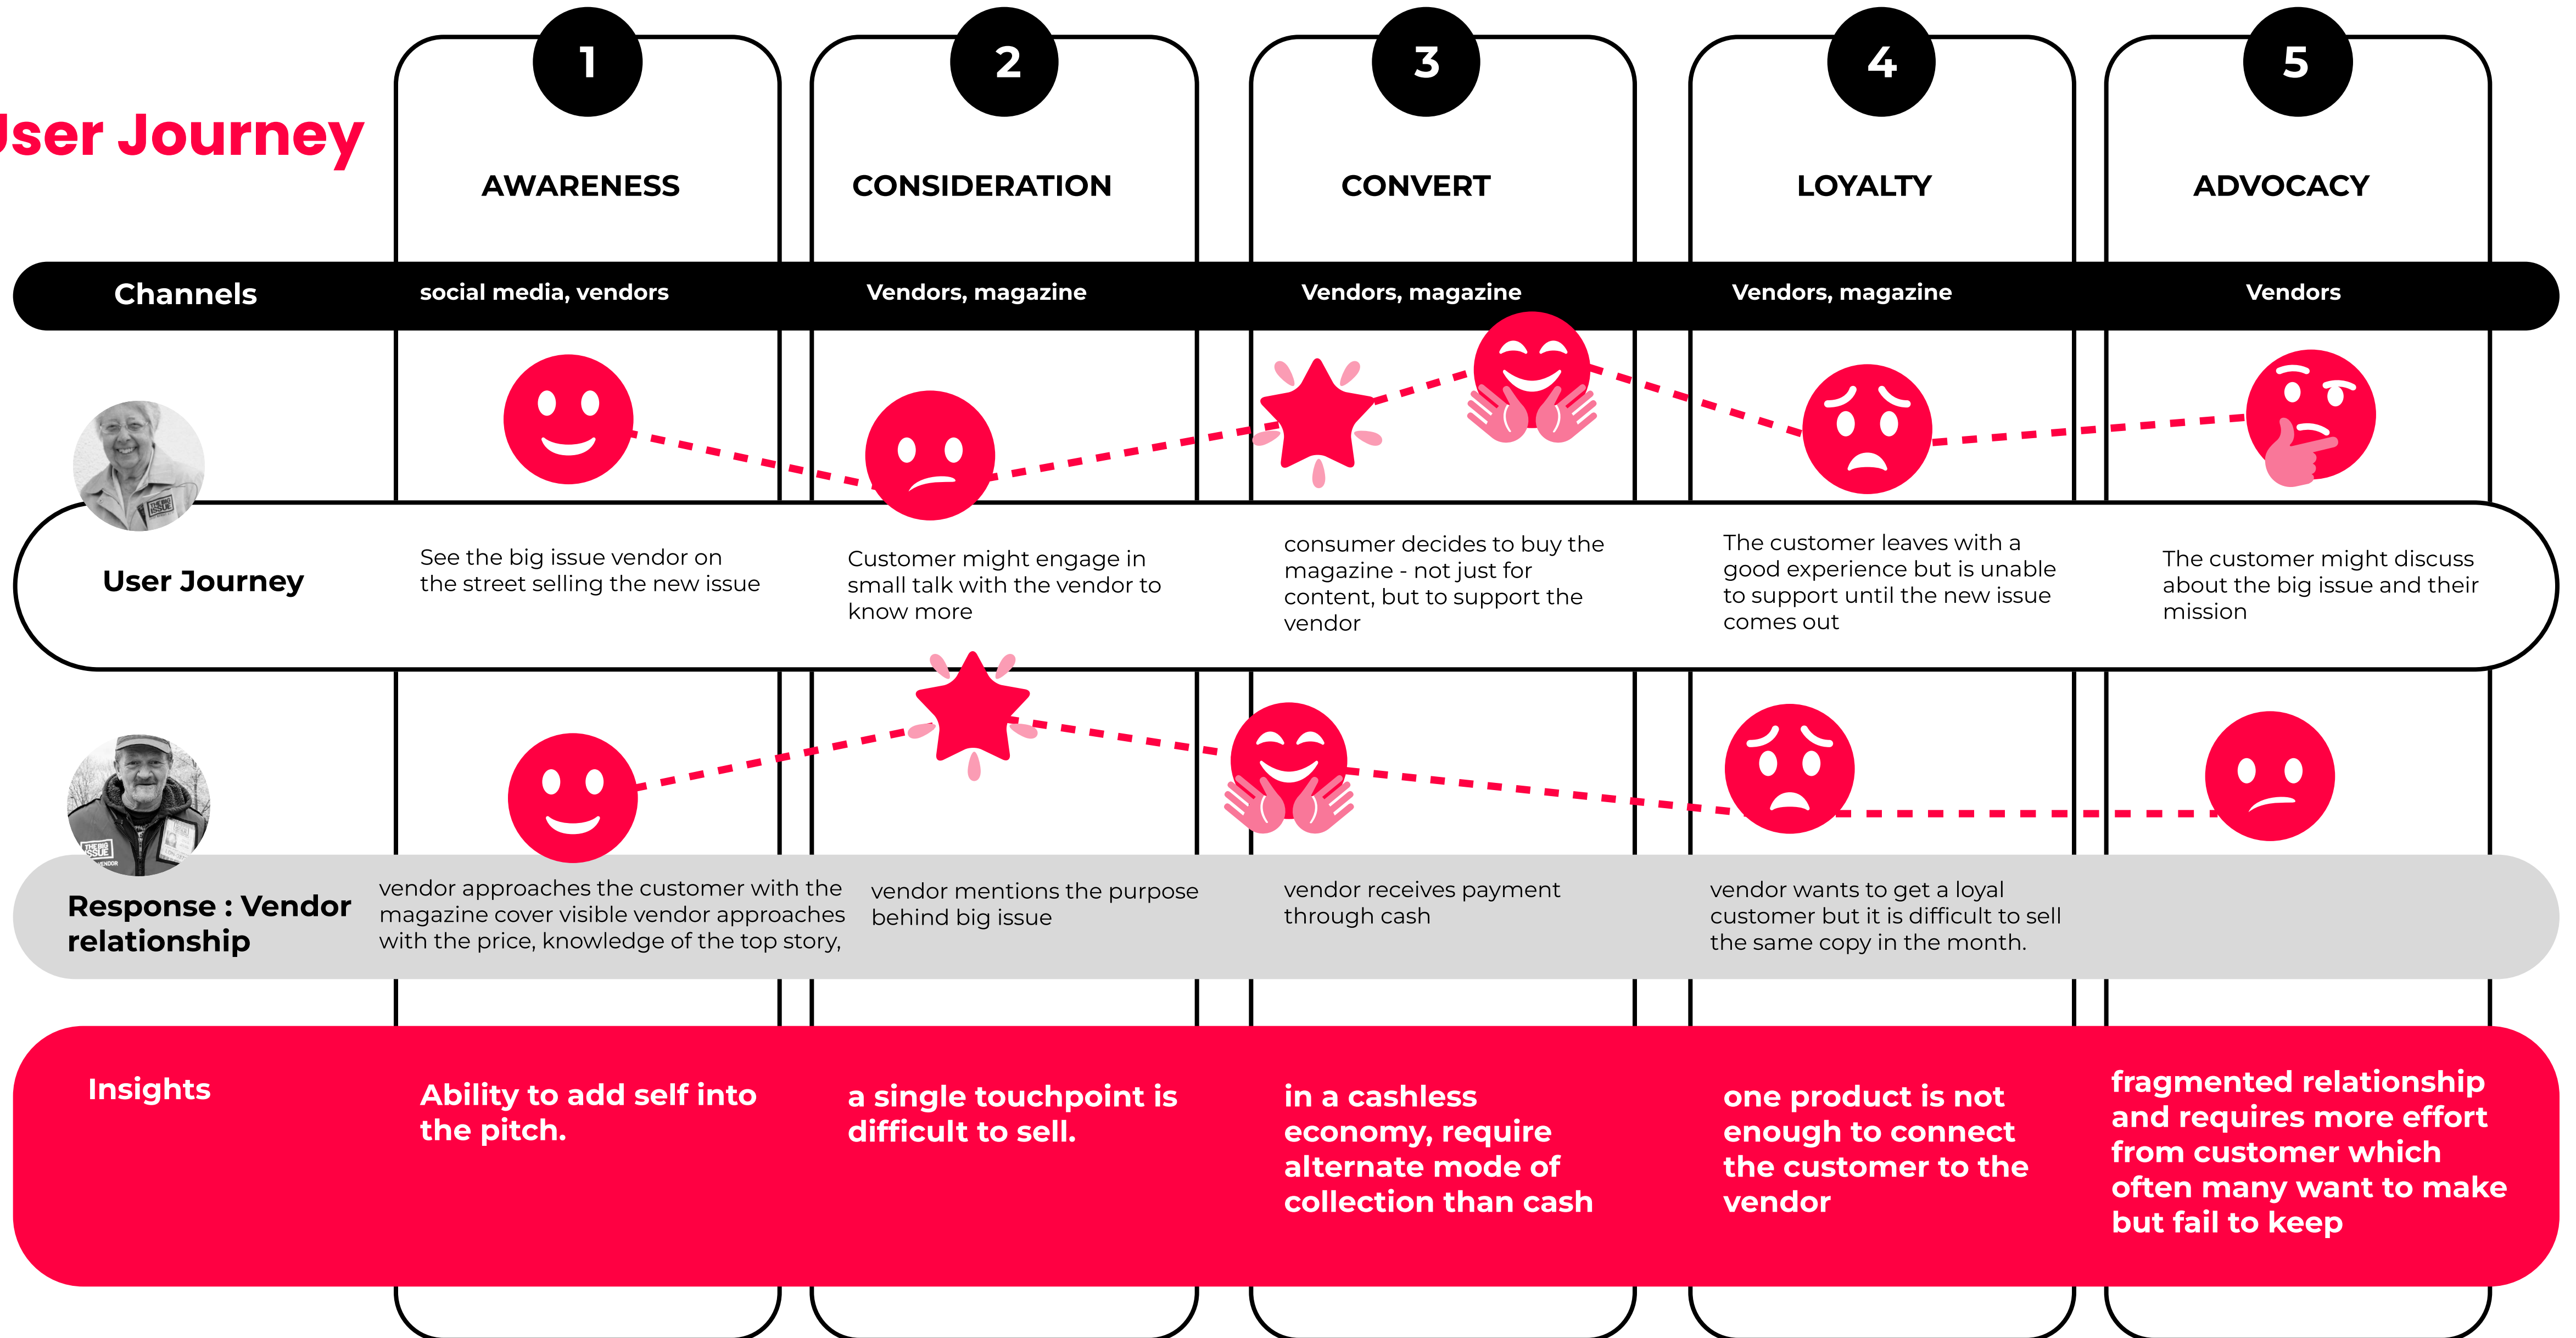 1
2
3
4
5
User Journey
AWARENESS
CONSIDERATION
CONVERT
LOYALTY
ADVOCACY
Channels
social media, vendors
Vendors, magazine
Vendors, magazine
Vendors, magazine
Vendors
THE BIG
ISSUE
User Journey
See the big issue vendor on
the street selling the new issue
Customer might engage in
small talk with the vendor to
know more
consumer decides to buy the
magazine - not just for
content, but to support the
vendor
The customer leaves with a
good experience but is unable
to support until the new issue
comes out
The customer might discuss
about the big issue and their
mission
THE BIG
ISSUE
VENDOR
Response : Vendor
relationship
vendor approaches the customer with the
magazine cover visible vendor approaches
with the price, knowledge of the top story,
vendor mentions the purpose
behind big issue
vendor receives payment
through cash
vendor wants to get a loyal
customer but it is difficult to sell
the same copy in the month.
Insights
Ability to add self into
the pitch.
a single touchpoint is
difficult to sell.
in a cashless
economy, require
alternate mode of
collection than cash
one product is not
enough to connect
the customer to the
vendor
fragmented relationship
and requires more effort
from customer which
often many want to make
but fail to keep